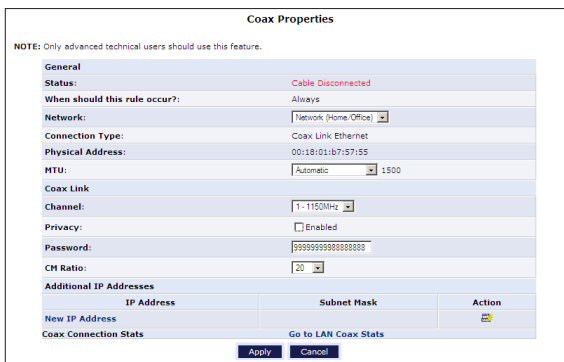 Coax Properties
NOTE: Only advanced technical users should use this feature.
General
Status: Cable Disconnected
When should this rule occur?: Always
Network: Network (Home/Office)
Connection Type: Coax Link Ethernet
Physical Address: 00:18:01:b7:57:55
MTU: Automatic 1500
Coax Link
Channel: 1 - 1150MHz
Privacy: Enabled
Password: 99999999988888888
CM Ratio: 20
Additional IP Addresses
IP Address Subnet Mask Action
New IP Address
Coax Connection Stats Go to LAN Coax Stats
Apply Cancel